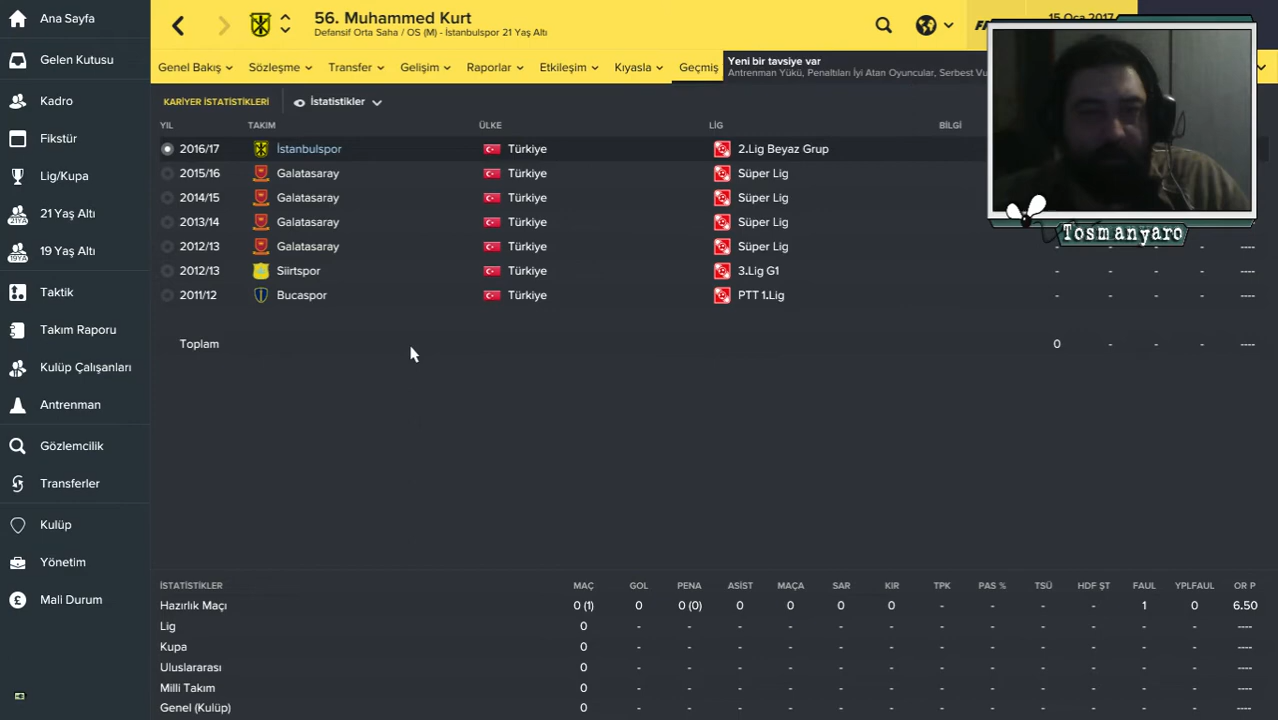 Ana Sayfa
Gelen Kutusu
Kadro
Fikstür
Lig/Kupa
21 Yaş Altı
19 Yaş Altı
Taktik
Takım Raporu
Kulüp Çalışanları
Antrenman
Gözlemcilik
Transferler
Kulüp
Yönetim
Mali Durum
56. Muhammed Kurt
Defansif Orta Saha / OS (M) - İstanbulspor 21 Yaş Altı
15 Oca 2017
Genel Bakış Sözleşme Transfer Gelişim Raporlar Etkileşim Kıyasla Geçmiş
Yeni bir tavsiye var
Antrenman Yükü, Penaltıları İyi Atan Oyuncular, Serbest Vu
KARİYER İSTATİSTİKLERİ İstatistikler
YIL TAKIM ÜLKE LİG BİLGİ
2016/17 İstanbulspor Türkiye 2.Lig Beyaz Grup
2015/16 Galatasaray Türkiye Süper Lig
2014/15 Galatasaray Türkiye Süper Lig
2013/14 Galatasaray Türkiye Süper Lig
2012/13 Galatasaray Türkiye Süper Lig - - - - ----
2012/13 Siirtspor Türkiye 3.Lig G1 - - - - ----
2011/12 Bucaspor Türkiye PTT 1.Lig - - - - ----
Toplam 0 - - - ----
Tosmanyaro
İSTATİSTİKLER MAÇ GOL PENA ASİST MAÇA SAR KIR TPK PAS % TSÜ HDF ŞT FAUL YPLFAUL OR P
Hazırlık Maçı 0 (1) 0 0 (0) 0 0 0 0 - - - - 1 0 6.50
Lig 0 - - - - - - - - - - - - ----
Kupa 0 - - - - - - - - - - - - ----
Uluslararası 0 - - - - - - - - - - - - ----
Milli Takım 0 - - - - - - - - - - - - ----
Genel (Kulüp) 0 - - - - - - - - - - - - ----